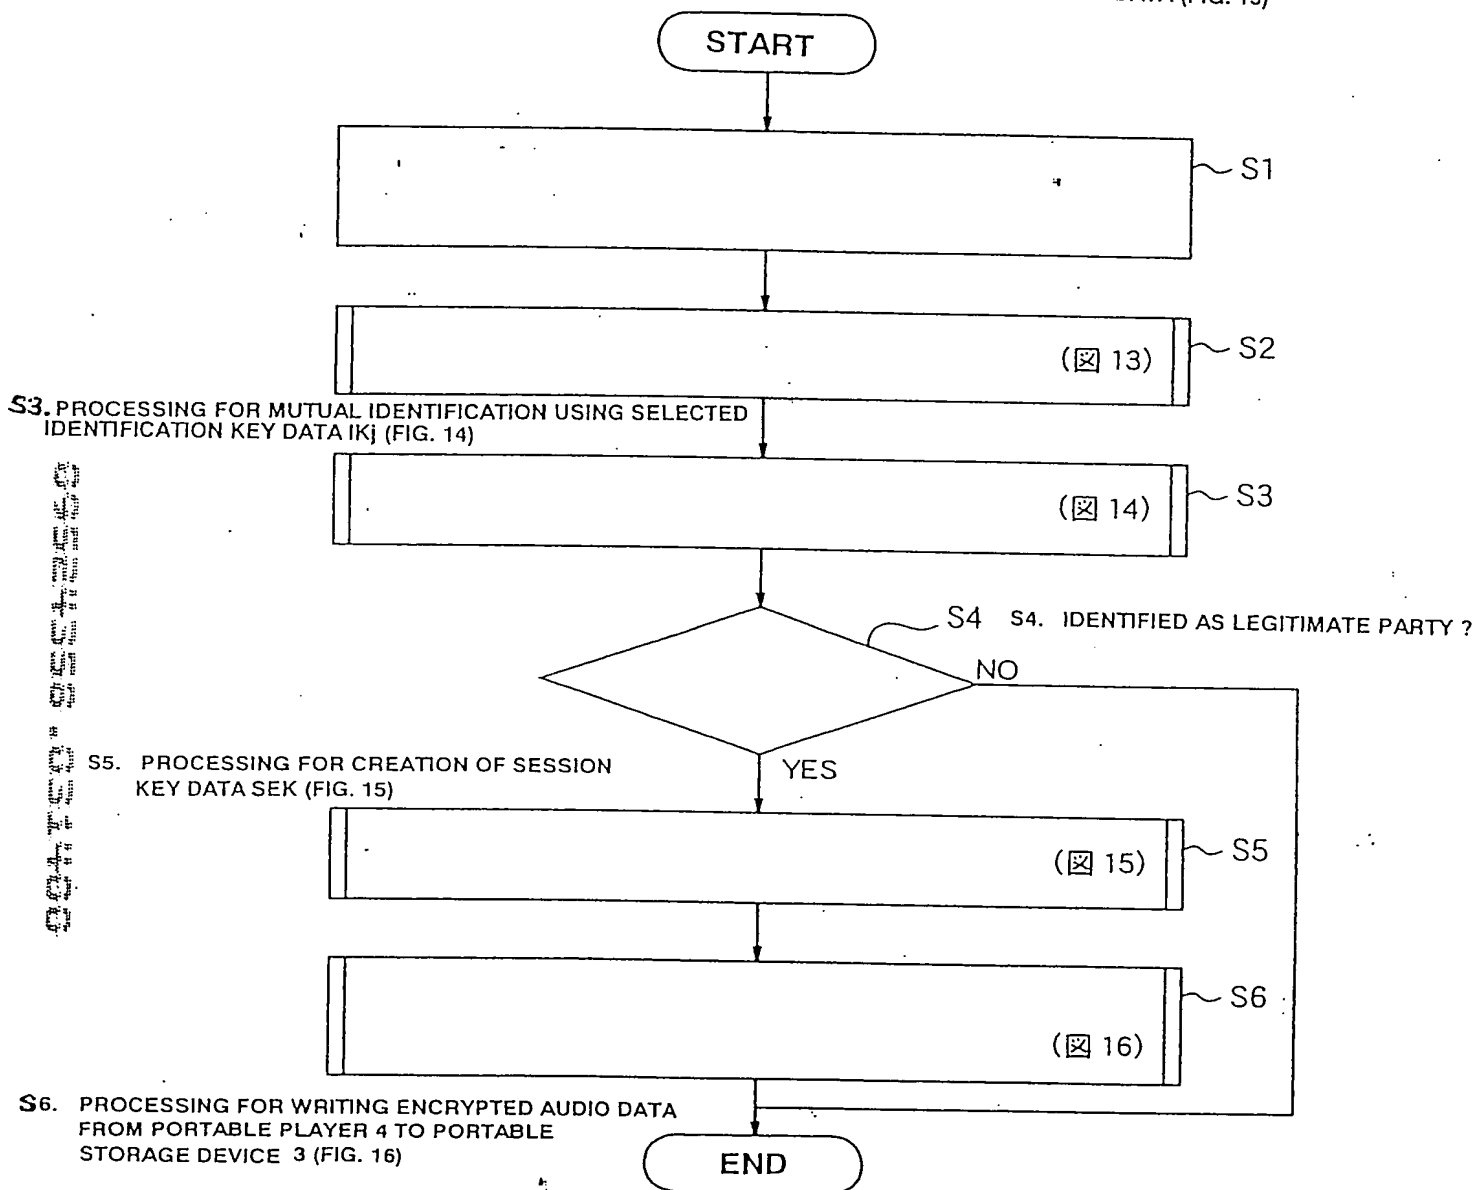 (FIG. 13)
START
S1
(図 13)
S2
S3. PROCESSING FOR MUTUAL IDENTIFICATION USING SELECTED
IDENTIFICATION KEY DATA IKj (FIG. 14)
(図 14)
S3
S4
S4. IDENTIFIED AS LEGITIMATE PARTY ?
NO
YES
S5. PROCESSING FOR CREATION OF SESSION
KEY DATA SEK (FIG. 15)
(図 15)
S5
S6
(図 16)
S6. PROCESSING FOR WRITING ENCRYPTED AUDIO DATA
FROM PORTABLE PLAYER 4 TO PORTABLE
STORAGE DEVICE 3 (FIG. 16)
END